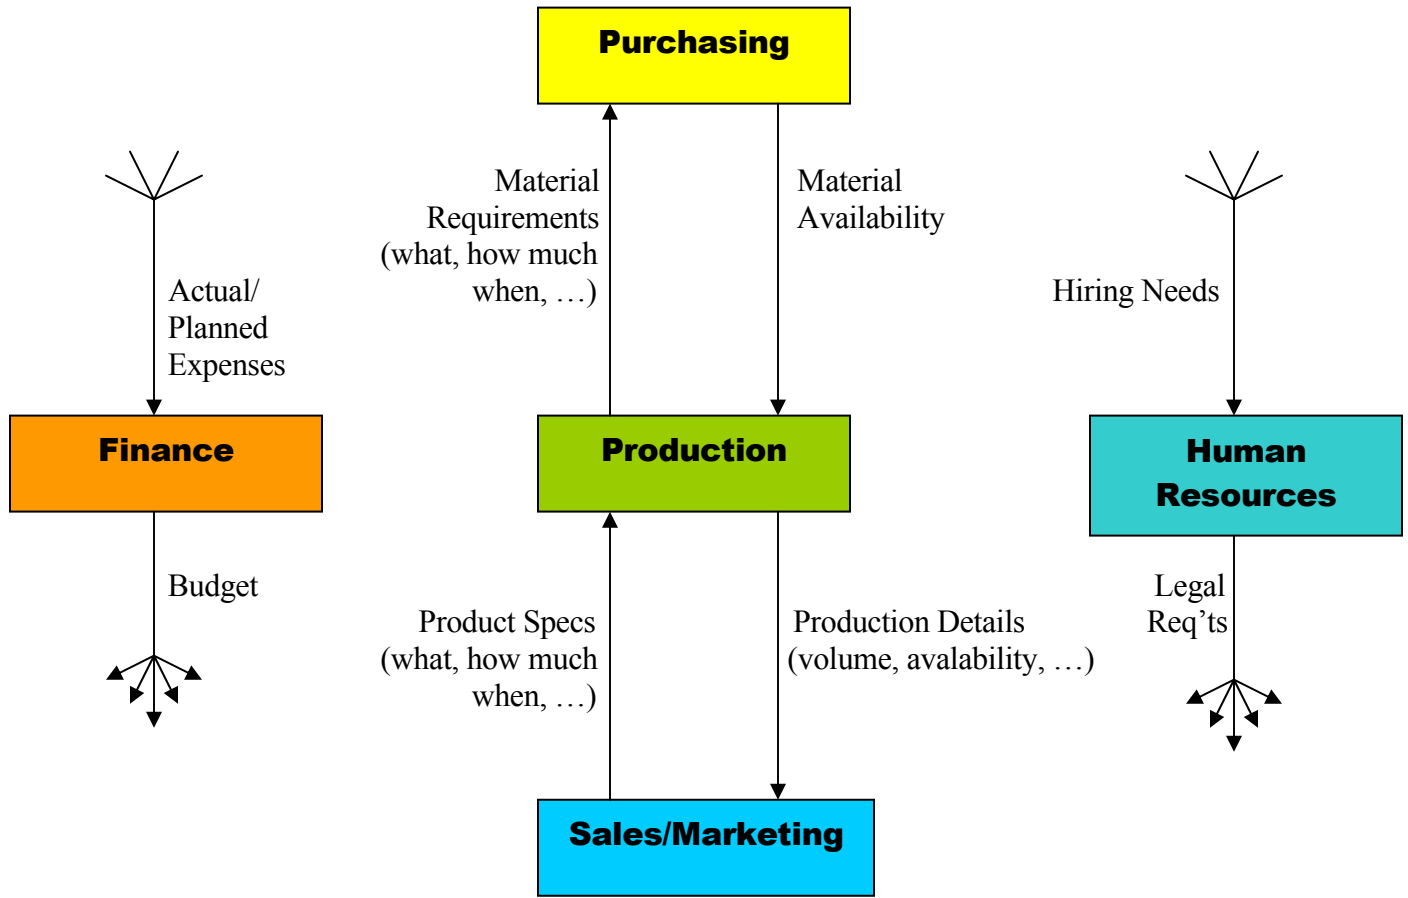 Purchasing
Material
Requirements
(what, how much
when, …)
Material
Availability
Actual/
Planned
Expenses
Hiring Needs
Finance
Production
Human
Resources
Budget
Product Specs
(what, how much
when, …)
Production Details
(volume, avalability, …)
Legal
Req’ts
Sales/Marketing